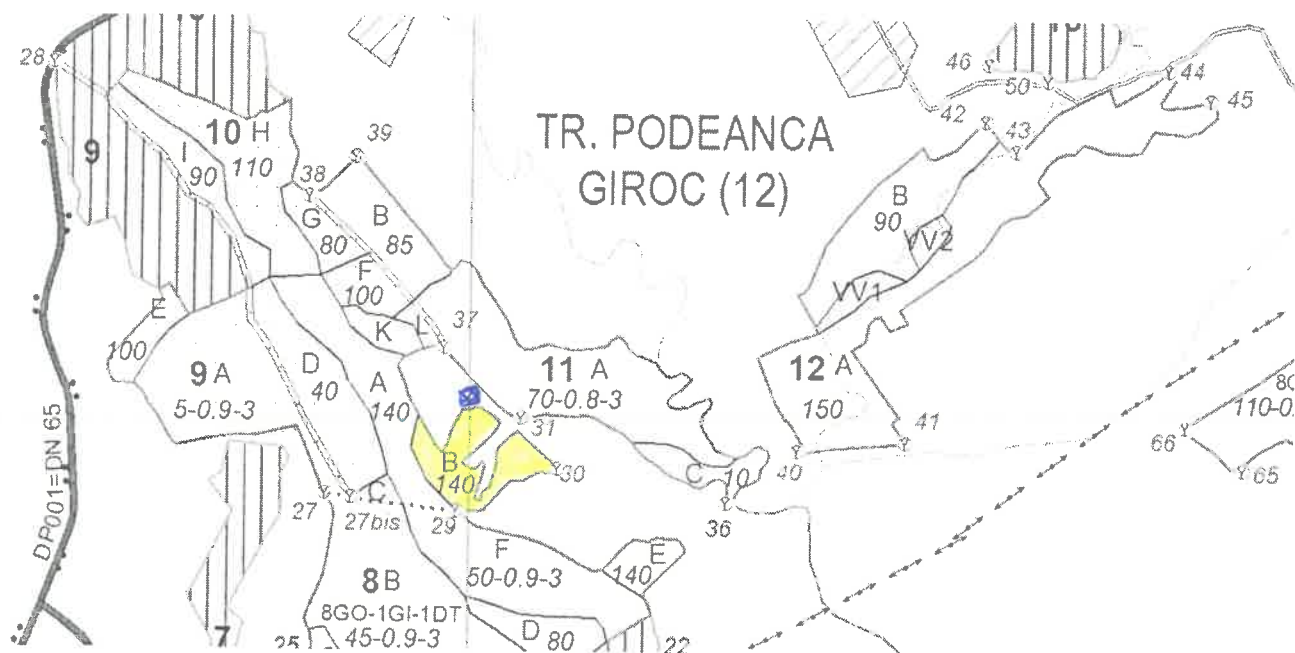 28
46
50
44
45
42
43
9
10 H
110
I
90
39
38
TR. PODEANCA
GIROC (12)
G
80
B
85
B
90
VV2
VV1
E
100
F
100
K
L
37
9 A
5-0.9-3
D
40
A
140
11 A
70-0.8-3
12 A
150
31
41
40
66
65
B
140
30
C
10
36
DP001=DN 65
27
27bis
C
29
F
50-0.9-3
E
140
8 B
8GO-1GI-1DT
45-0.9-3
7
25
D 80
22